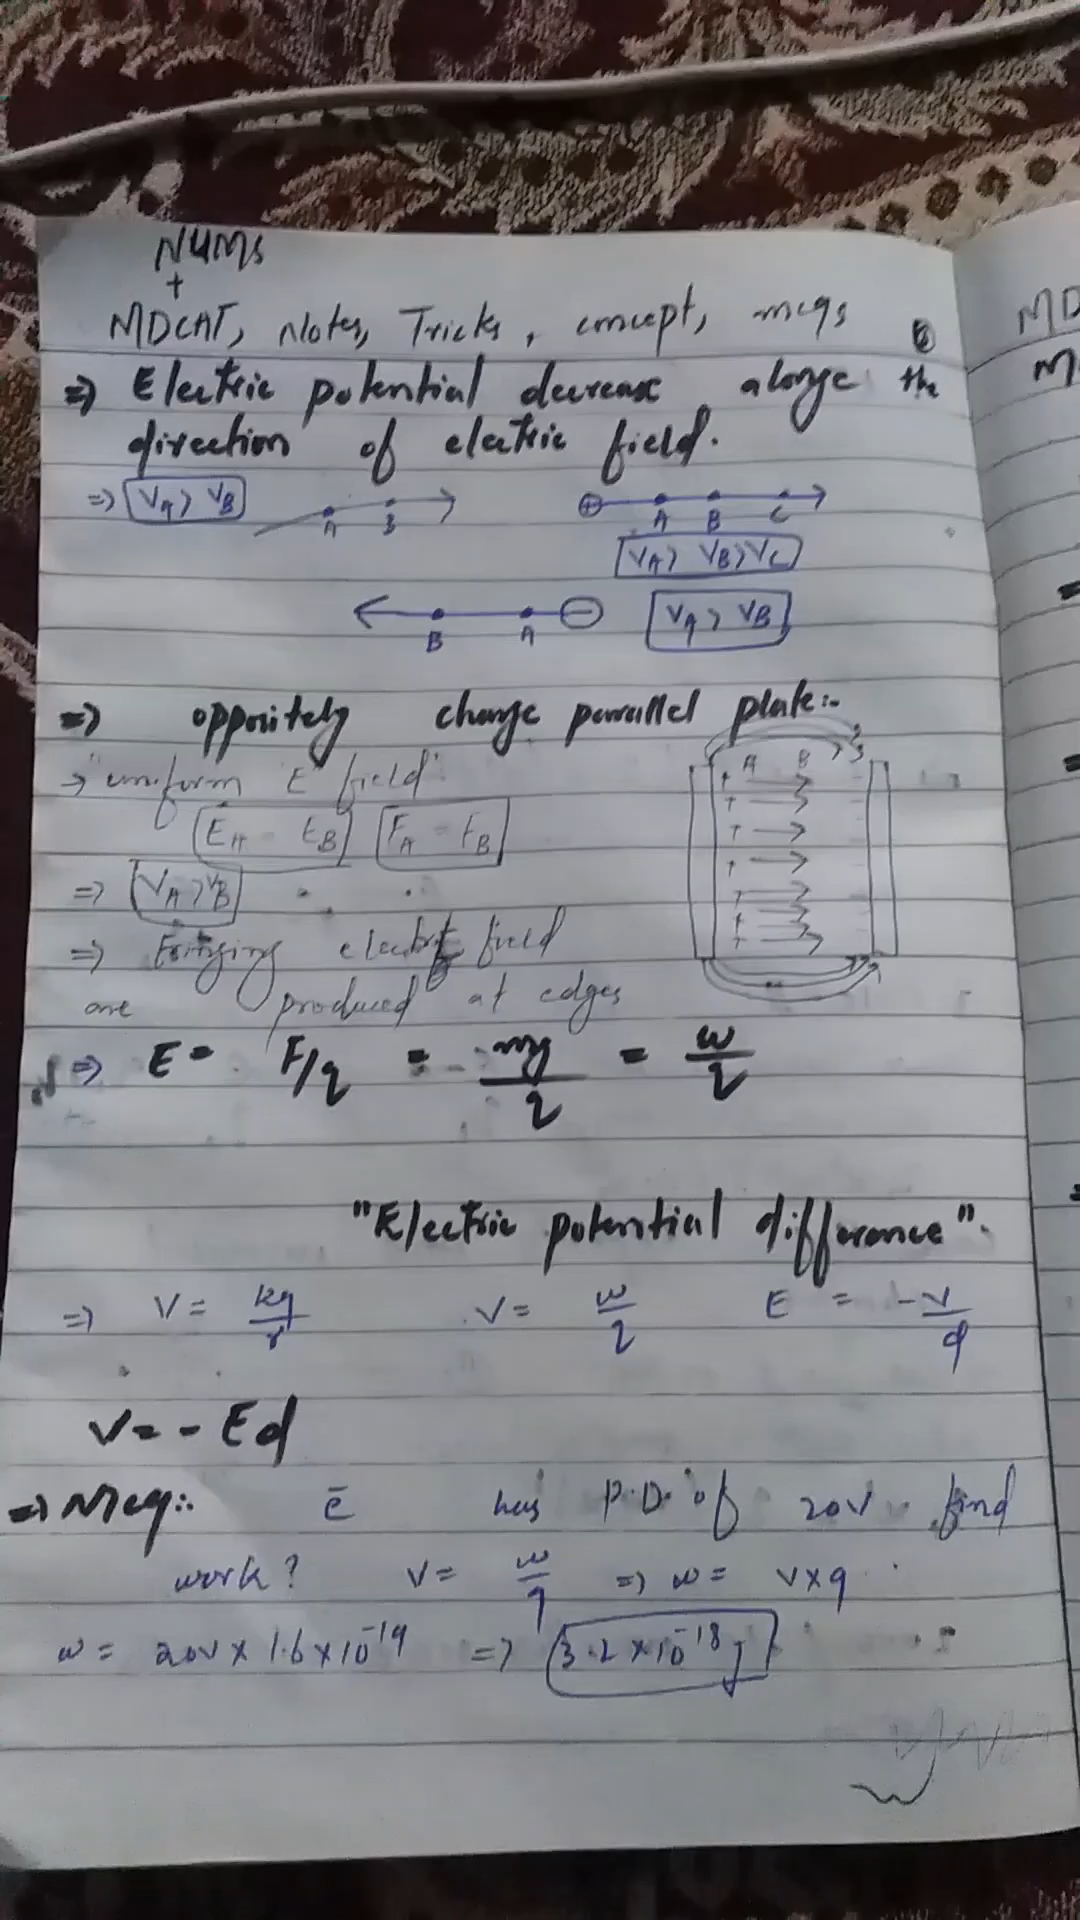 NUMS
+
MDCAT, Notes, Tricks, concept, mcqs
⇒ Electric potential decrease alonge the
direction of electric field.
⇒ VA > VB A B + A B C
VA > VB > VC
B A − VA > VB
⇒ oppositely charge parallel plate:-
→ "uniform E field" A B
EA = EB FA = FB
⇒ VA > VB
⇒ Fringing electric field
are produced at edges
⇒ E = F/q = mg/q = w/q
"Electric potential difference".
⇒ V = kq/r V = w/q E = -V/d
V = - Ed
⇒ Mcq:- ē has P.D. of 20V find
work? V = w/q ⇒ w = V×q
w = 20V × 1.6×10⁻¹⁹ ⇒ 3.2×10⁻¹⁸J
MD
M